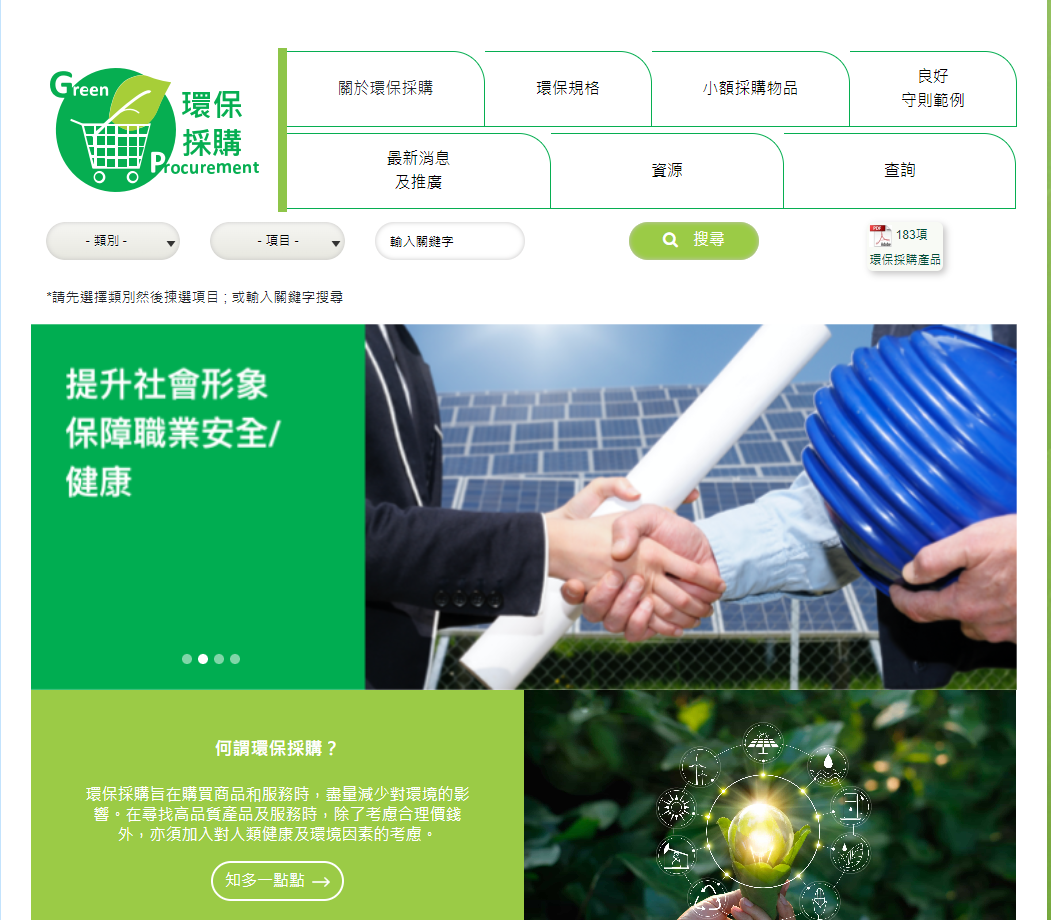 Green
環保
採購
Procurement
關於環保採購
環保規格
小額採購物品
良好
守則範例
最新消息
及推廣
資源
查詢
- 類別 -
- 項目 -
輸入關鍵字
搜尋
PDF
Adobe
183項
環保採購產品
*請先選擇類別然後揀選項目 ; 或輸入關鍵字搜尋
提升社會形象
保障職業安全/
健康
何謂環保採購？
環保採購旨在購買商品和服務時，盡量減少對環境的影
響。在尋找高品質產品及服務時，除了考慮合理價錢
外，亦須加入對人類健康及環境因素的考慮。
知多一點點 →